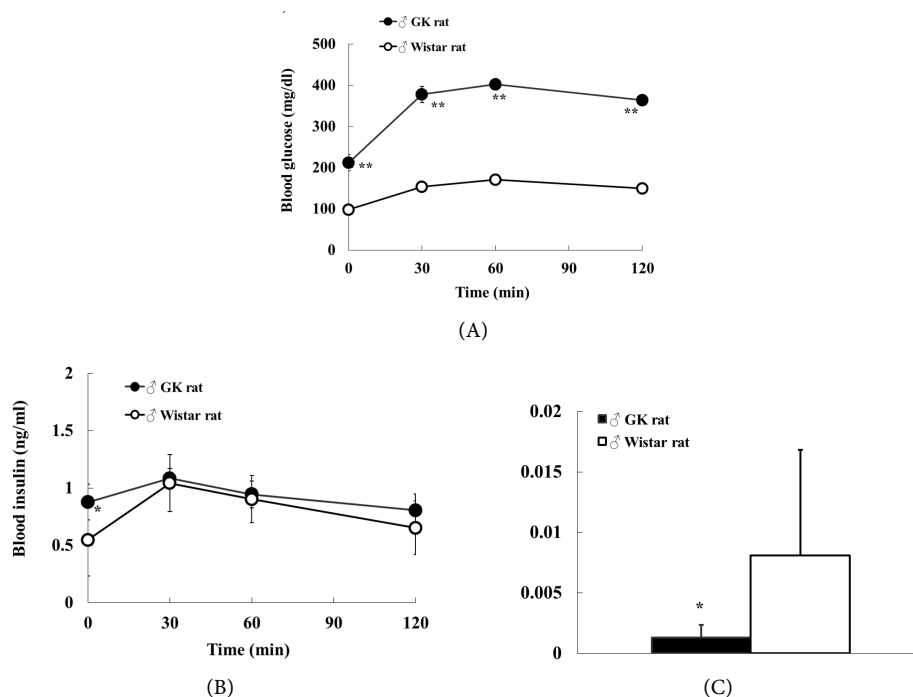 ♂ GK rat
♂ Wistar rat
Blood glucose (mg/dl)
500
400
300
200
100
0
**
**
**
**
0 30 60 90 120
Time (min)
(A)
♂ GK rat
♂ Wistar rat
Blood insulin (ng/ml)
2
1.5
1
0.5
0
*
0 30 60 90 120
Time (min)
(B)
♂ GK rat
♂ Wistar rat
0.02
0.015
0.01
0.005
0
*
(C)